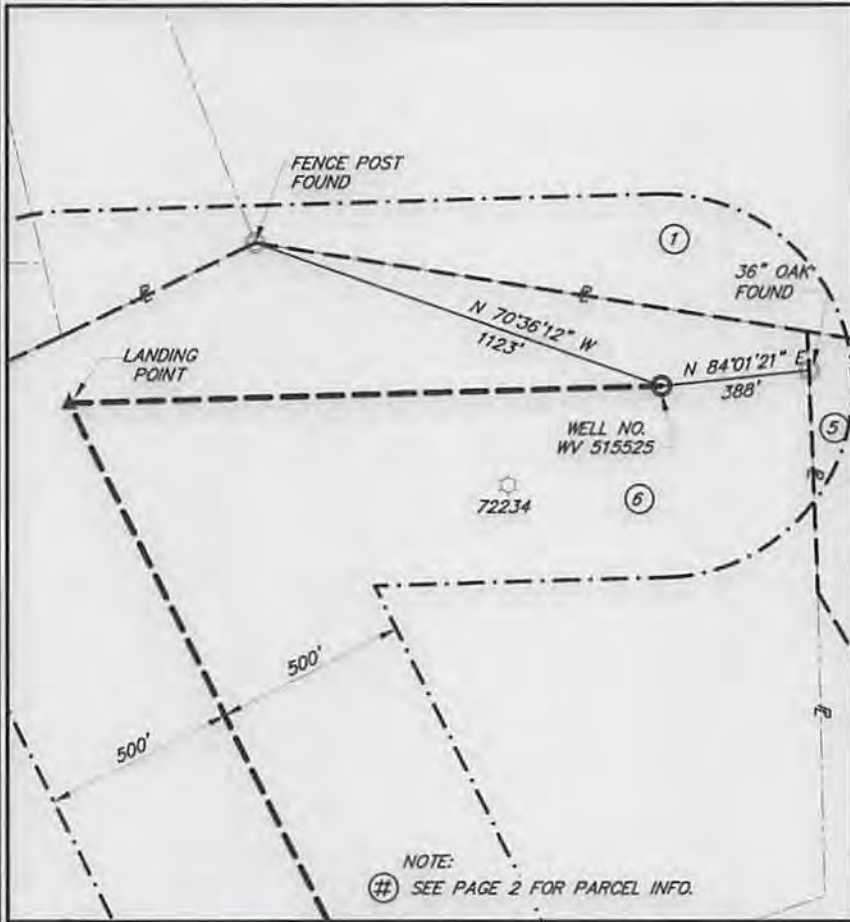 FENCE POST
FOUND
1
36" OAK
FOUND
N 70°36'12" W
1123'
LANDING
POINT
N 84°01'21" E
388'
WELL NO.
WV 515525
5
72234
6
500'
500'
NOTE:
# SEE PAGE 2 FOR PARCEL INFO.